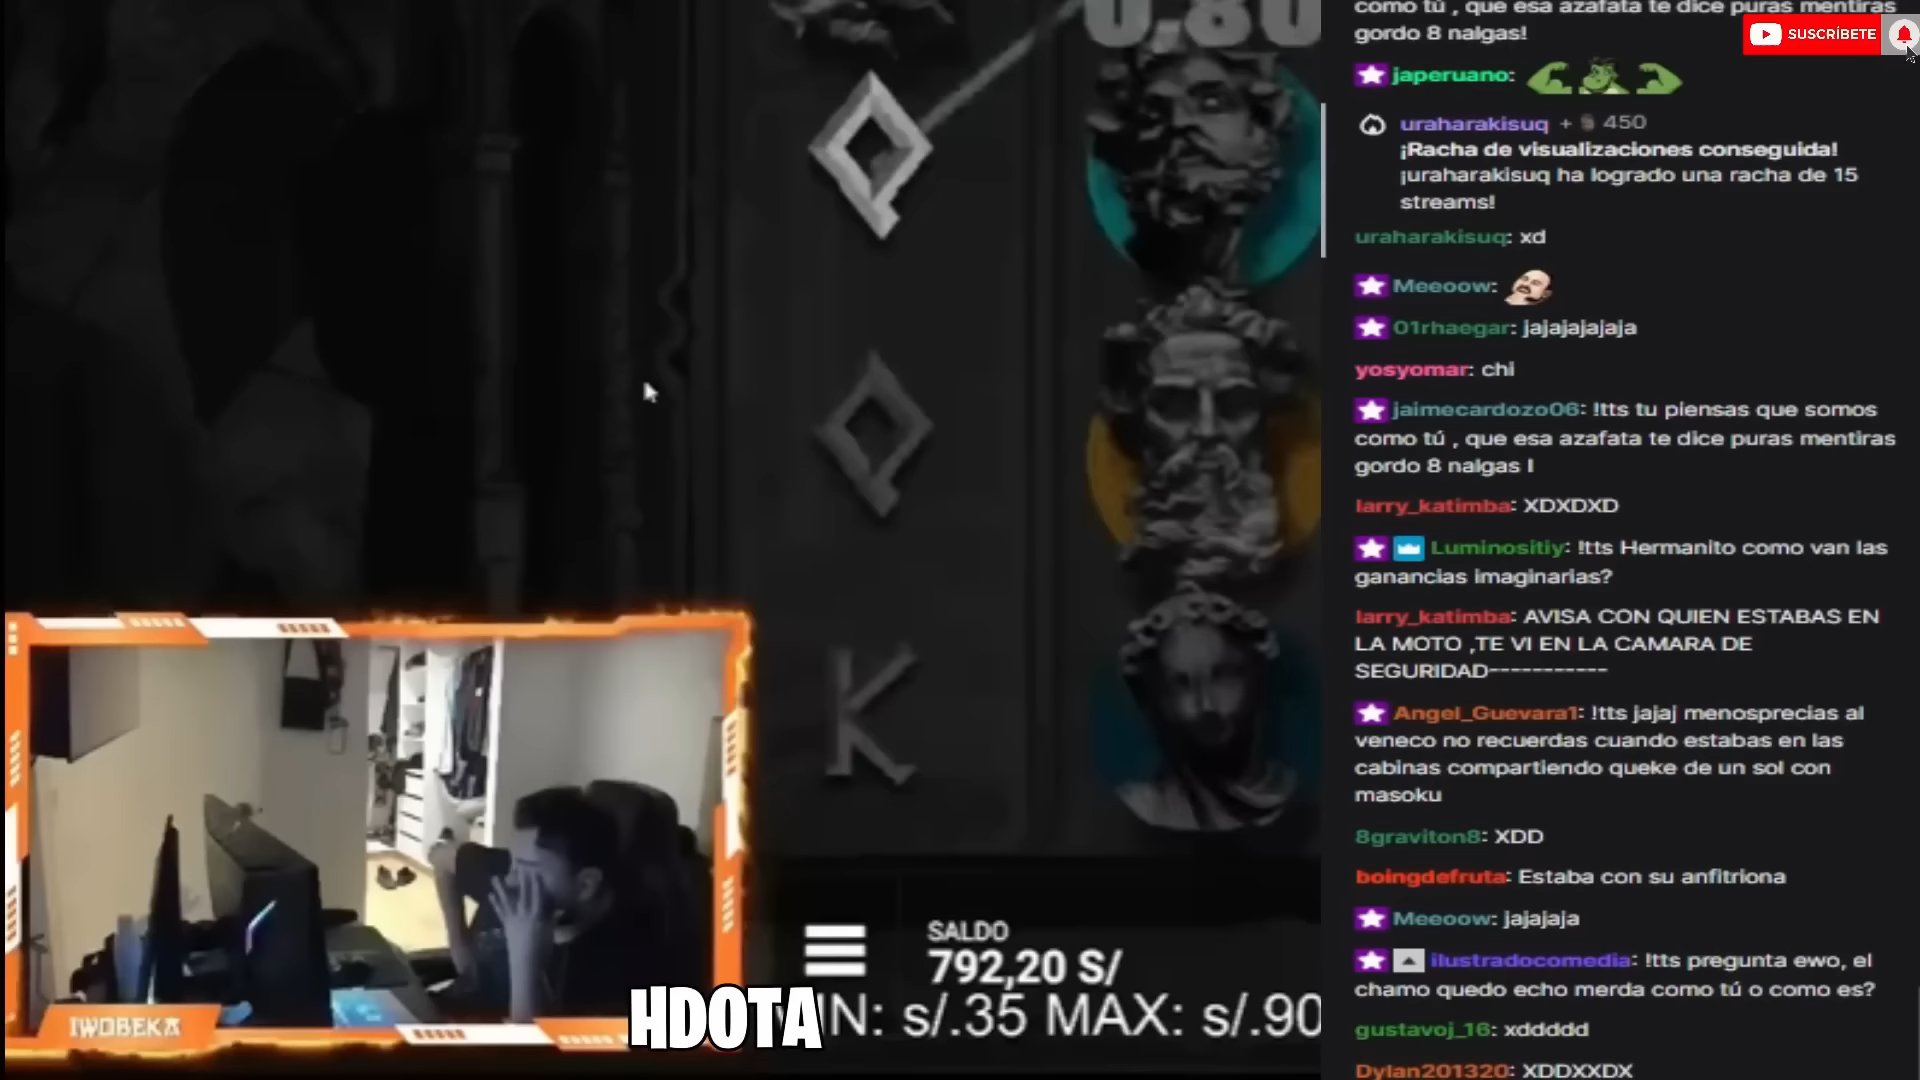 0.80
SALDO
792,20 S/
IN: s/.35 MAX: s/.90
HDOTA
IWOBEKA
SUSCRÍBETE
como tú , que esa azafata te dice puras mentiras
gordo 8 nalgas!
japeruano:
uraharakisuq + 450
¡Racha de visualizaciones conseguida!
¡uraharakisuq ha logrado una racha de 15
streams!
uraharakisuq: xd
Meeoow:
01rhaegar: jajajajajaja
yosyomar: chi
jaimecardozo06: !tts tu piensas que somos
como tú , que esa azafata te dice puras mentiras
gordo 8 nalgas I
larry_katimba: XDXDXD
Luminositiy: !tts Hermanito como van las
ganancias imaginarias?
larry_katimba: AVISA CON QUIEN ESTABAS EN
LA MOTO ,TE VI EN LA CAMARA DE
SEGURIDAD-----------
Angel_Guevara1: !tts jajaj menosprecias al
veneco no recuerdas cuando estabas en las
cabinas compartiendo queke de un sol con
masoku
8graviton8: XDD
boingdefruta: Estaba con su anfitriona
Meeoow: jajajaja
ilustradocomedia: !tts pregunta ewo, el
chamo quedo echo merda como tú o como es?
gustavoj_16: xddddd
Dylan201320: XDDXXDX